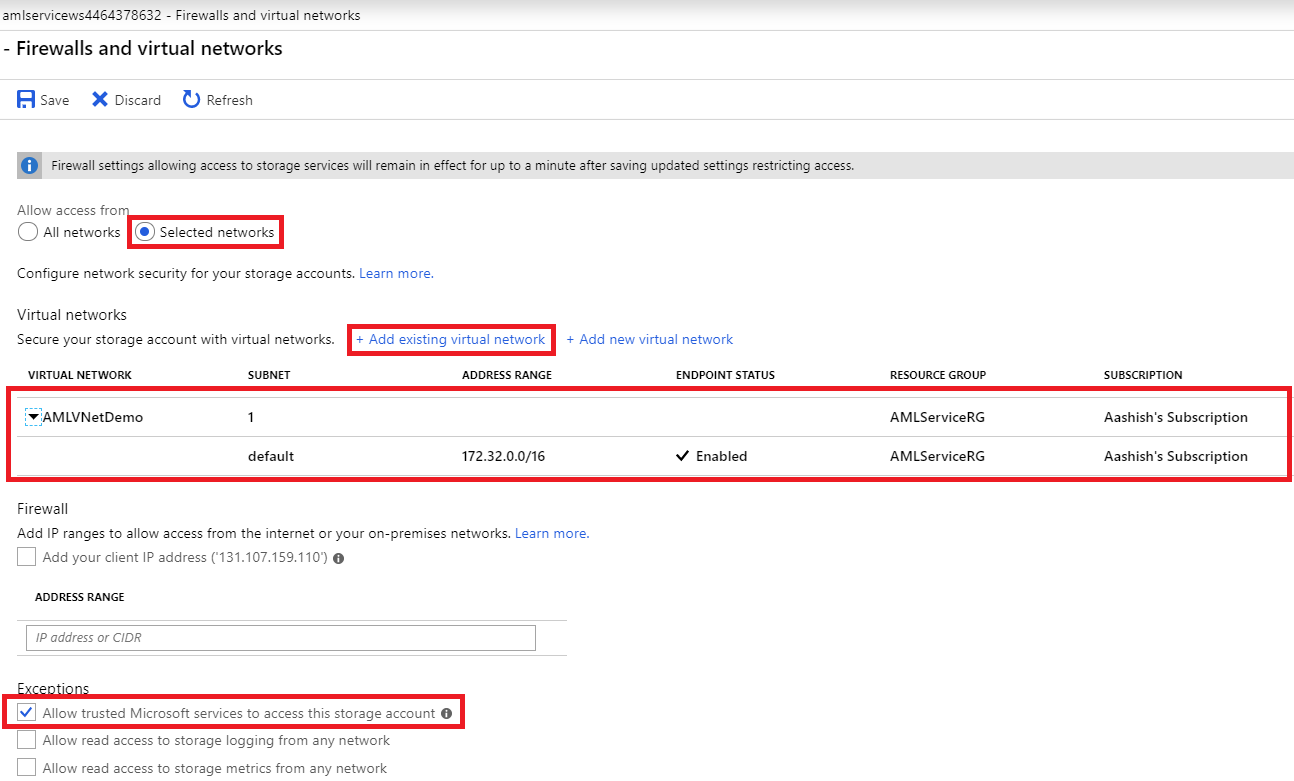 amlservicews4464378632 - Firewalls and virtual networks
- Firewalls and virtual networks
Save Discard Refresh
Firewall settings allowing access to storage services will remain in effect for up to a minute after saving updated settings restricting access.
Allow access from
All networks Selected networks
Configure network security for your storage accounts. Learn more.
Virtual networks
Secure your storage account with virtual networks. + Add existing virtual network + Add new virtual network
VIRTUAL NETWORK SUBNET ADDRESS RANGE ENDPOINT STATUS RESOURCE GROUP SUBSCRIPTION
AMLVNetDemo 1 AMLServiceRG Aashish's Subscription
default 172.32.0.0/16 Enabled AMLServiceRG Aashish's Subscription
Firewall
Add IP ranges to allow access from the internet or your on-premises networks. Learn more.
Add your client IP address ('131.107.159.110')
ADDRESS RANGE
IP address or CIDR
Exceptions
Allow trusted Microsoft services to access this storage account
Allow read access to storage logging from any network
Allow read access to storage metrics from any network